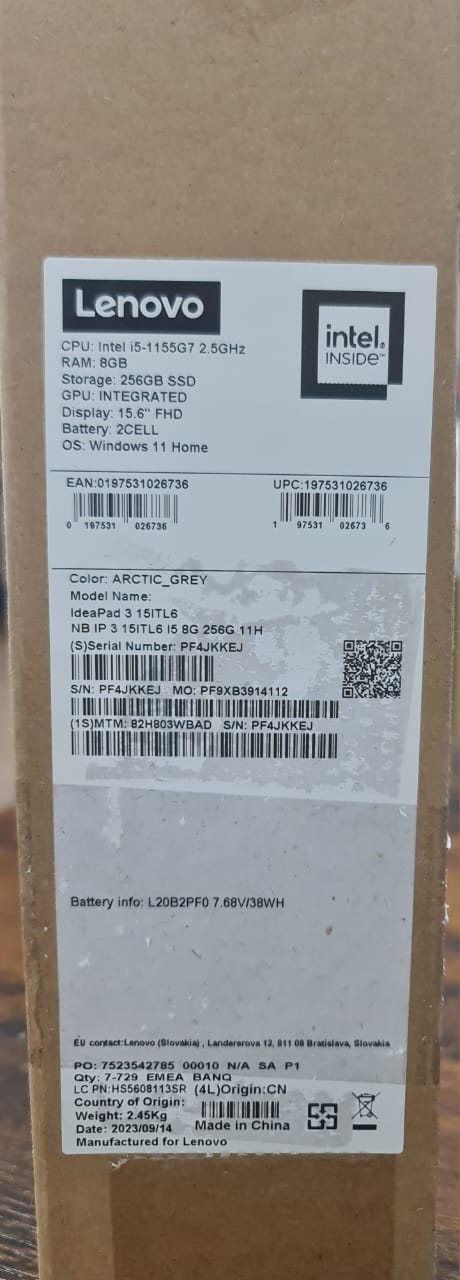 Lenovo
intel.
INSIDE™
CPU: Intel i5-1155G7 2.5GHz
RAM: 8GB
Storage: 256GB SSD
GPU: INTEGRATED
Display: 15.6" FHD
Battery: 2CELL
OS: Windows 11 Home
EAN:0197531026736 UPC:197531026736
0 197531 026736 1 97531 02673 6
Color: ARCTIC_GREY
Model Name:
IdeaPad 3 15ITL6
NB IP 3 15ITL6 I5 8G 256G 11H
(S)Serial Number: PF4JKKEJ
S/N: PF4JKKEJ MO: PF9XB3914112
(1S)MTM: 82H803WBAD S/N: PF4JKKEJ
Battery info: L20B2PF0 7.68V/38WH
EU contact:Lenovo (Slovakia) , Landererova 12, 811 09 Bratislava, Slovakia
PO: 7523542785 00010 N/A SA P1
Qty: 7-729 EMEA BANQ
LC PN:HS5608113SR (4L)Origin:CN
Country of Origin:
Weight: 2.45Kg
Date: 2023/09/14 Made in China
Manufactured for Lenovo